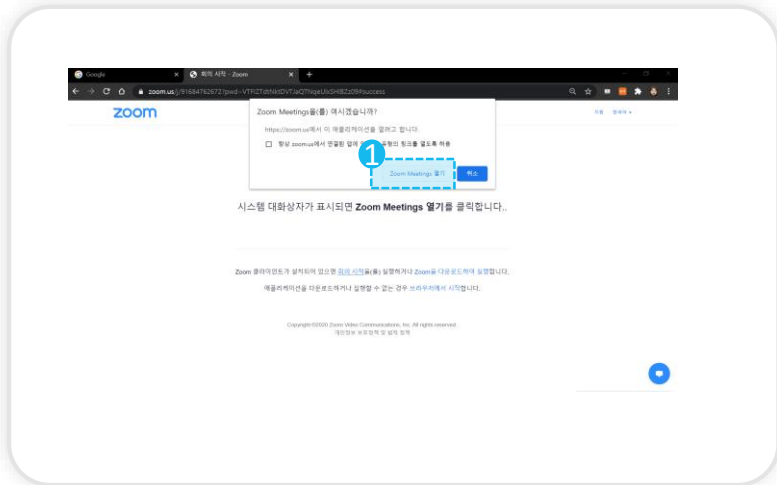 Google
회의 시작 - Zoom
zoom.us/j/91684762672?pwd=
zoom
지원 한국어
Zoom Meetings을(를) 여시겠습니까?
https://zoom.us에서 이 애플리케이션을 열려고 합니다.
항상 zoom.us에서 연결된 앱에 유형의 링크를 열도록 허용
1
Zoom Meetings 열기 취소
시스템 대화상자가 표시되면 Zoom Meetings 열기를 클릭합니다..
Zoom 클라이언트가 설치되어 있으면 회의 시작을(를) 실행하거나 Zoom을 다운로드하여 실행합니다.
애플리케이션을 다운로드하거나 실행할 수 없는 경우 브라우저에서 시작합니다.
Copyright ©2020 Zoom Video Communications, Inc. All rights reserved.
개인정보 보호정책 및 법적 정책